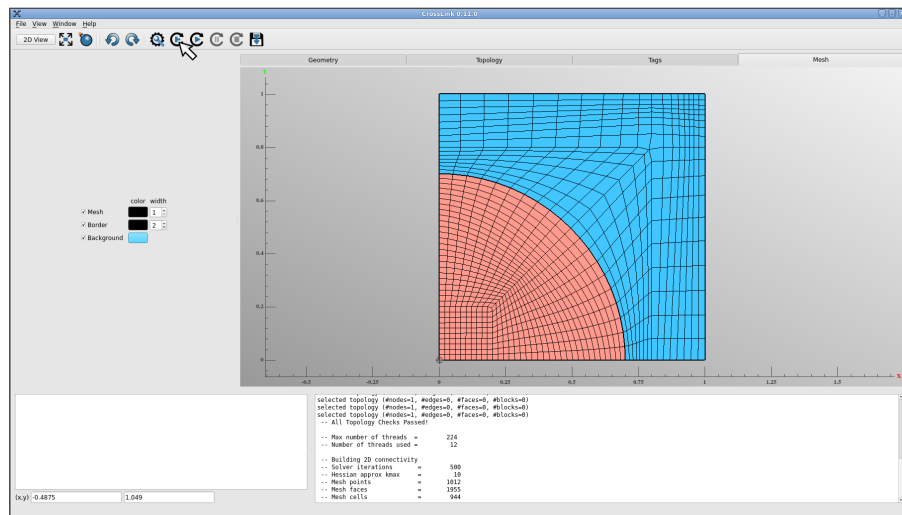 CrossLink 0.11.0
File View Window Help
2D View
Geometry Topology Tags Mesh
Y
1
0.8
0.6
0.4
0.2
0
-0.5 -0.25 0 0.25 0.5 0.75 1 1.25 1.5 X
color width
Mesh 1
Border 2
Background
selected topology (#nodes=1, #edges=0, #faces=0, #blocks=0)
selected topology (#nodes=1, #edges=0, #faces=0, #blocks=0)
selected topology (#nodes=1, #edges=0, #faces=0, #blocks=0)
-- All Topology Checks Passed!
-- Max number of threads = 224
-- Number of threads used = 12
-- Building 2D connectivity
-- Solver iterations = 500
-- Hessian approx kmax = 10
-- Mesh points = 1012
-- Mesh faces = 1955
-- Mesh cells = 944
(x,y) -0.4875 1.049